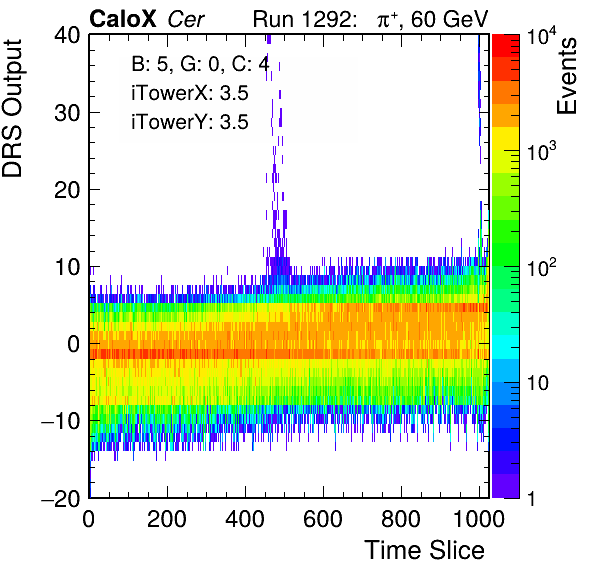 CaloX Cer Run 1292: π⁺, 60 GeV
B: 5, G: 0, C: 4
iTowerX: 3.5
iTowerY: 3.5
DRS Output
40
30
20
10
0
−10
−20
0 200 400 600 800 1000
Time Slice
10⁴
10³
10²
10
1
Events